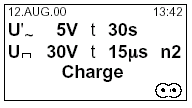 12.AUG.00 13:42
U'~ 5V t 30s
U⊓ 30V t 15µs n2
Charge